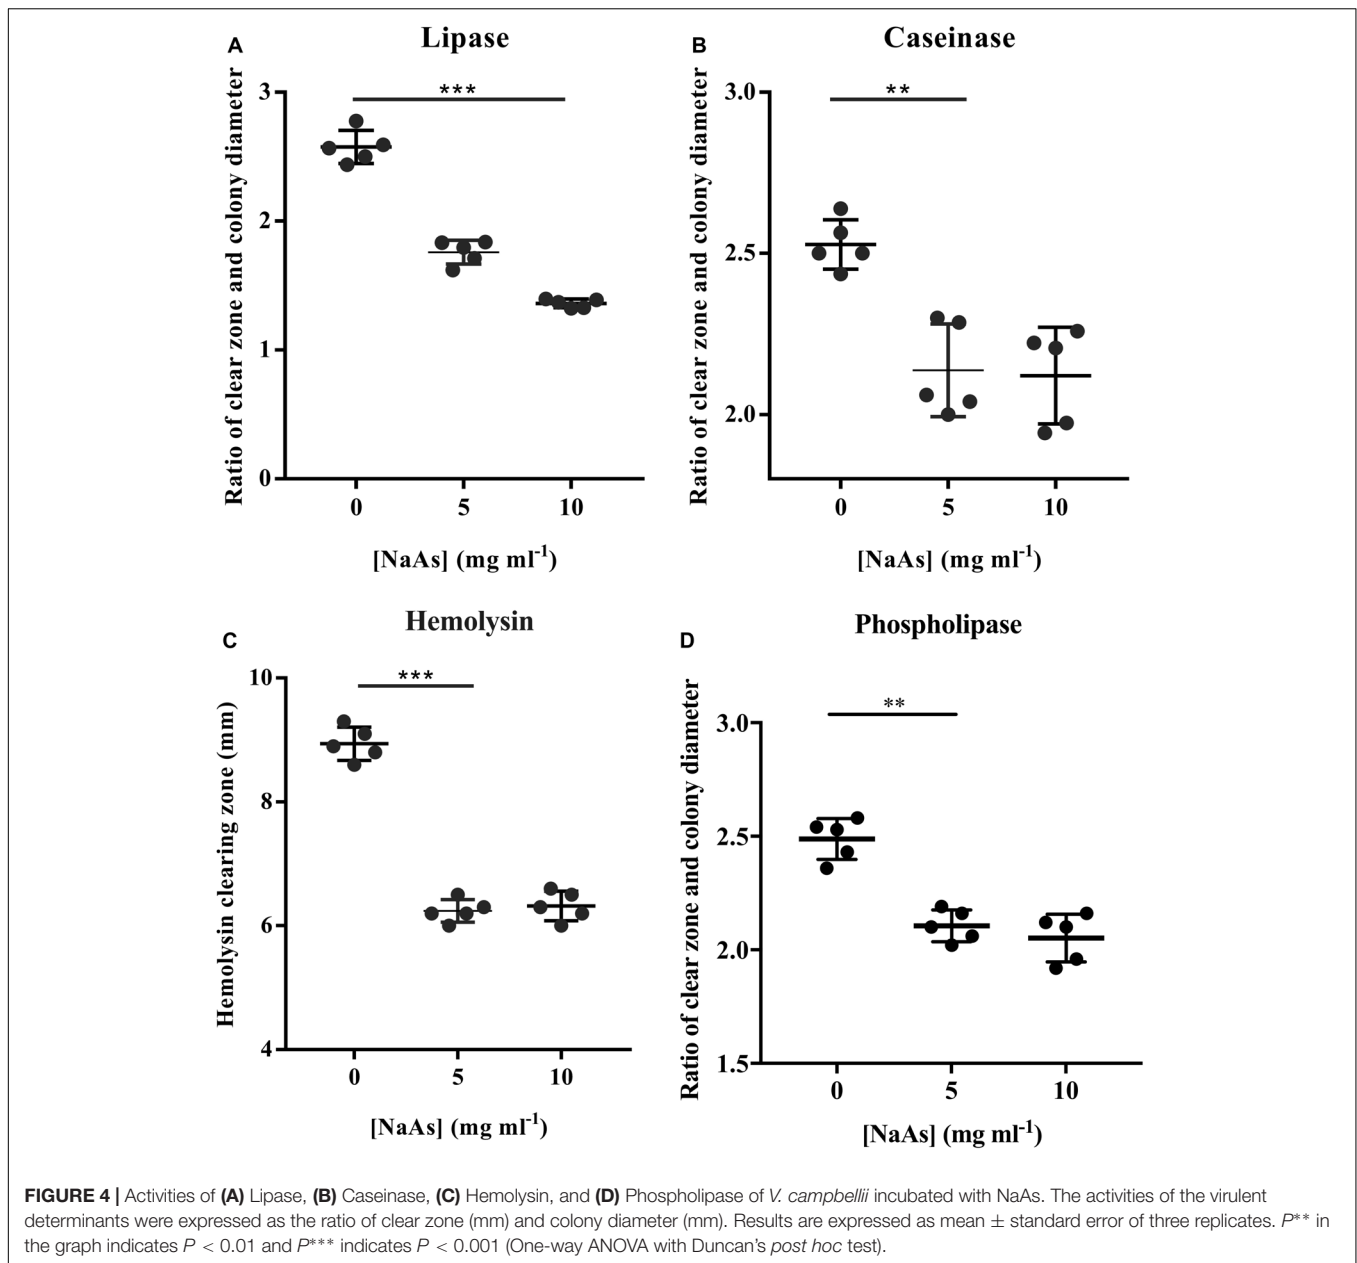 A
Lipase
Ratio of clear zone and colony diameter
***
3
2
1
0
0 5 10
[NaAs] (mg ml⁻¹)
B
Caseinase
Ratio of clear zone and colony diameter
**
3.0
2.5
2.0
0 5 10
[NaAs] (mg ml⁻¹)
C
Hemolysin
Hemolysin clearing zone (mm)
***
10
8
6
4
0 5 10
[NaAs] (mg ml⁻¹)
D
Phospholipase
Ratio of clear zone and colony diameter
**
3.0
2.5
2.0
1.5
0 5 10
[NaAs] (mg ml⁻¹)
FIGURE 4 | Activities of (A) Lipase, (B) Caseinase, (C) Hemolysin, and (D) Phospholipase of V. campbellii incubated with NaAs. The activities of the virulent
determinants were expressed as the ratio of clear zone (mm) and colony diameter (mm). Results are expressed as mean ± standard error of three replicates. P** in
the graph indicates P < 0.01 and P*** indicates P < 0.001 (One-way ANOVA with Duncan's post hoc test).